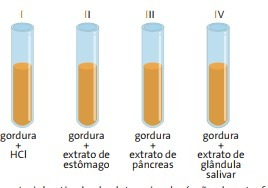 I II III IV
gordura gordura gordura gordura
+ + + +
HCl extrato de extrato de extrato de
estômago pâncreas glândula
salivar